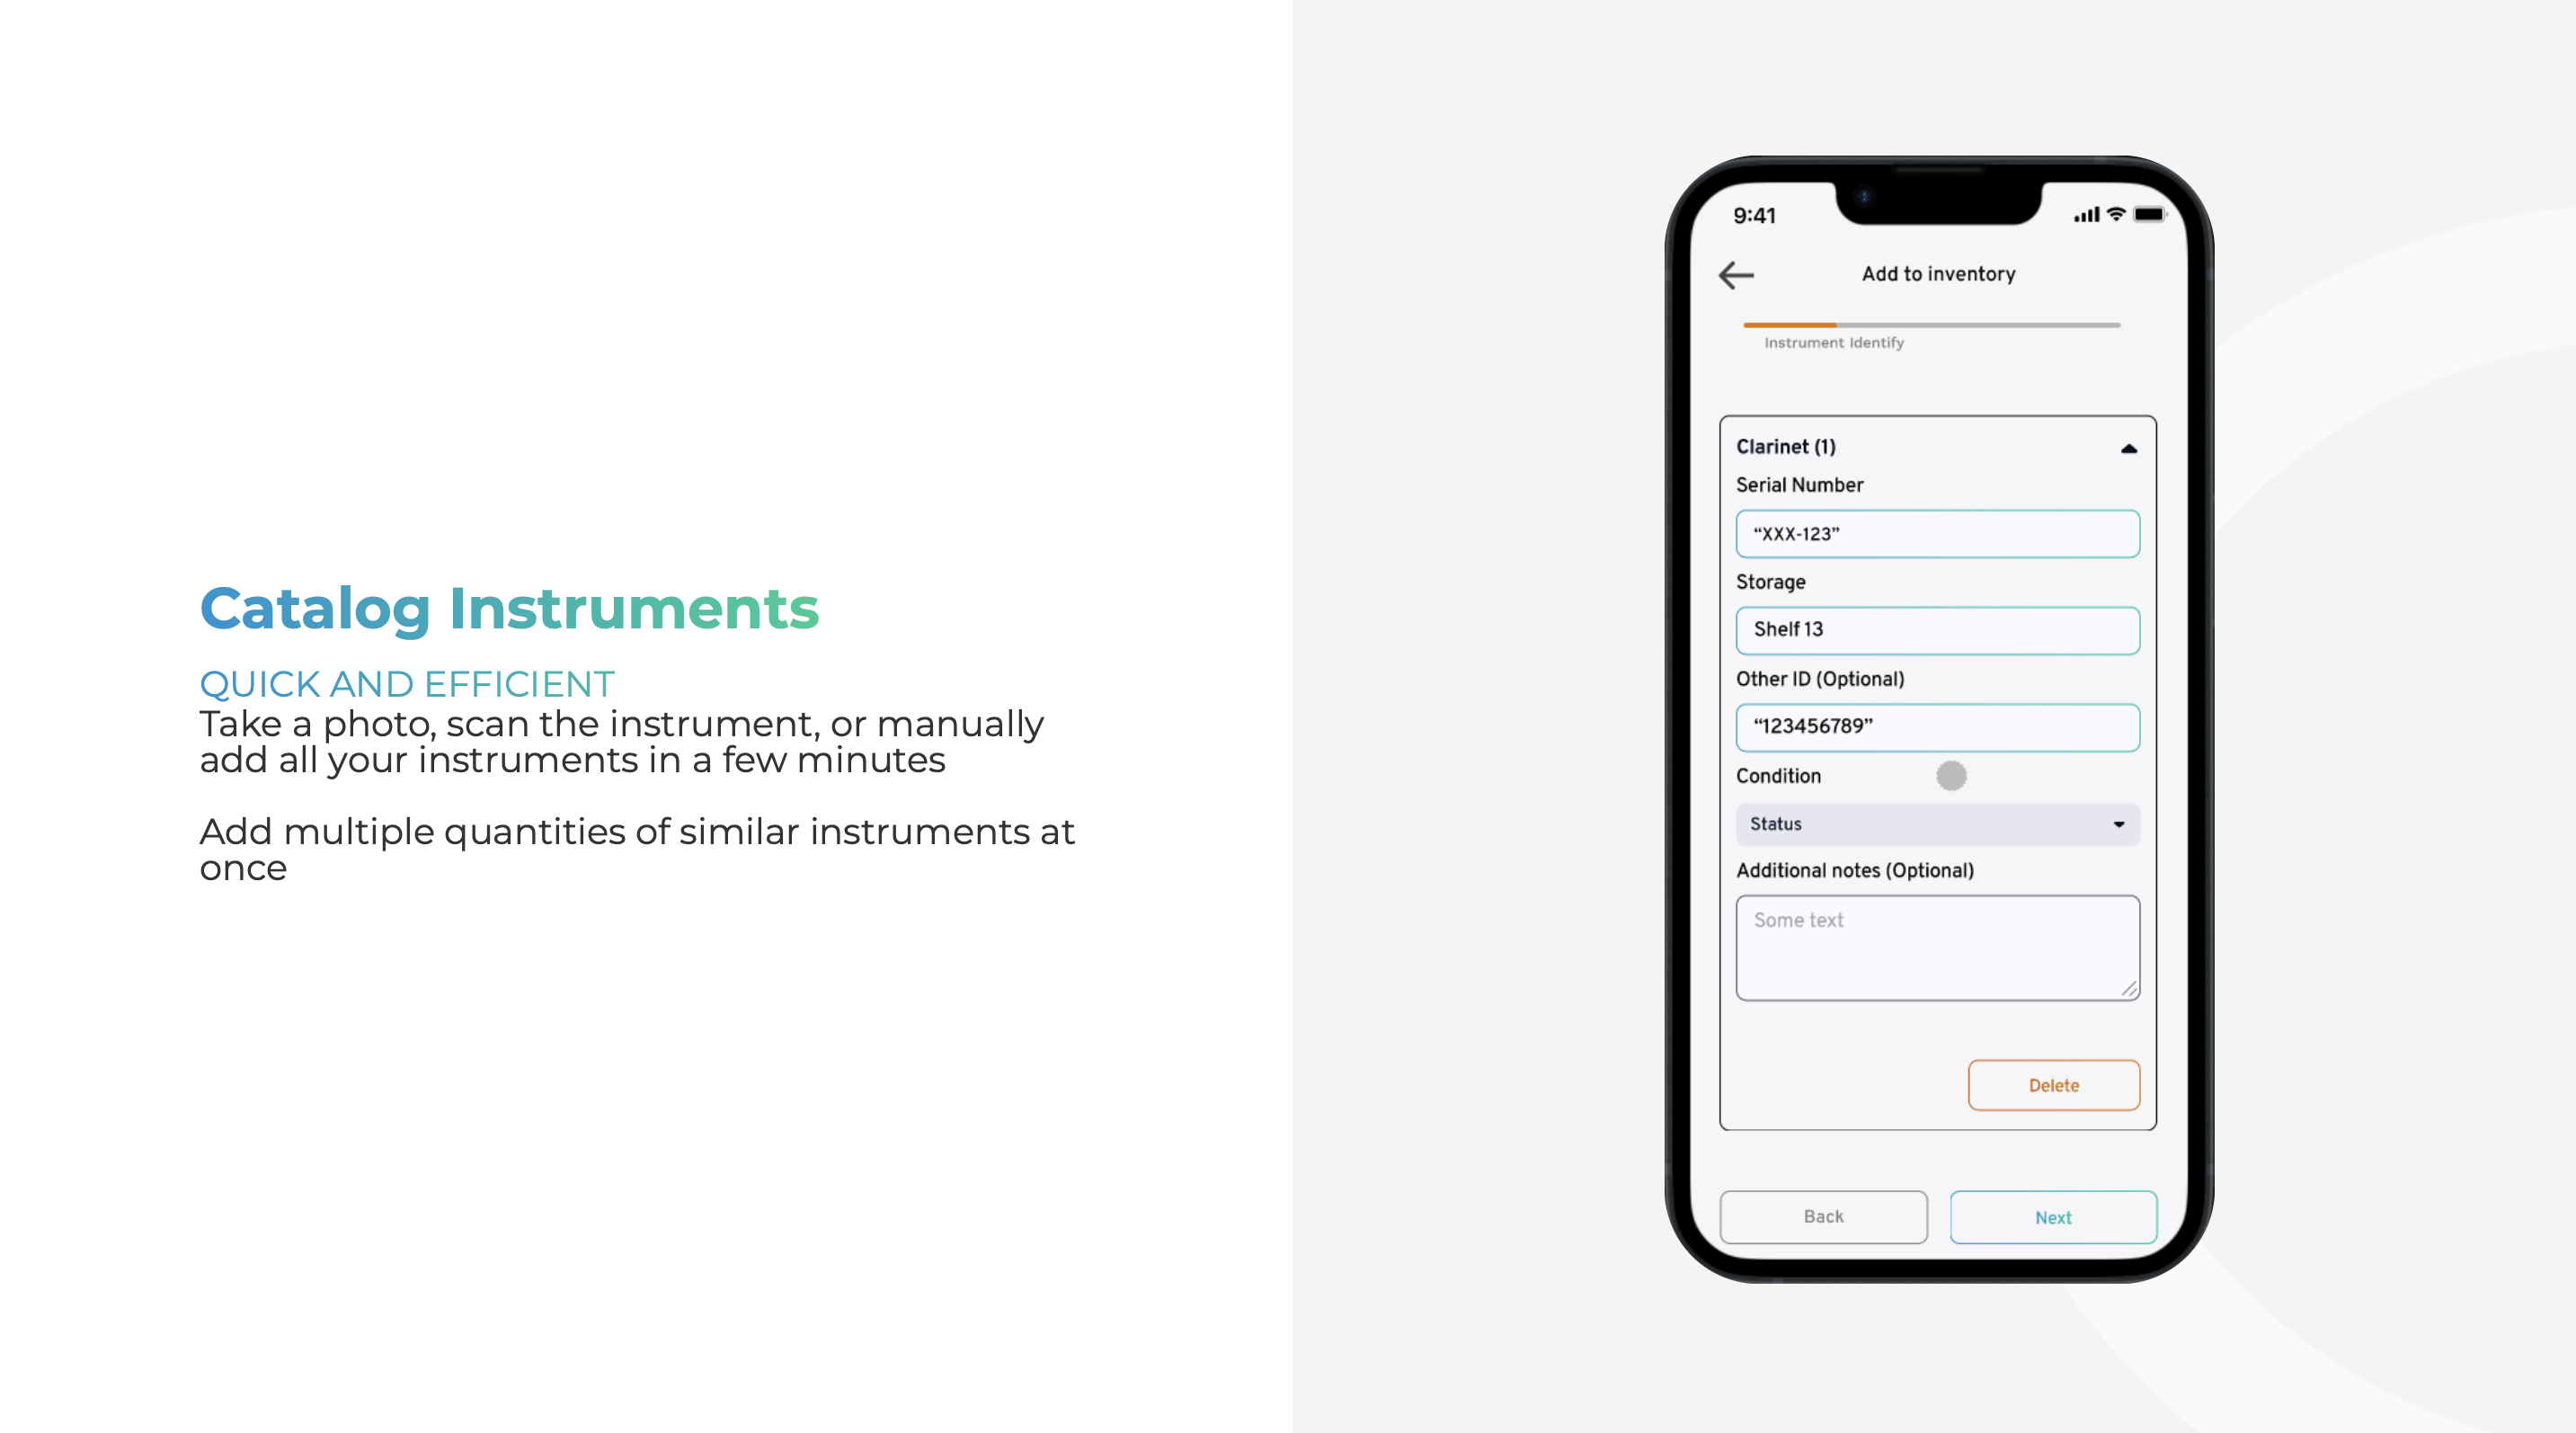 Catalog Instruments
QUICK AND EFFICIENT
Take a photo, scan the instrument, or manually
add all your instruments in a few minutes
Add multiple quantities of similar instruments at
once
9:41
Add to inventory
Instrument Identify
Clarinet (1)
Serial Number
“XXX-123”
Storage
Shelf 13
Other ID (Optional)
“123456789”
Condition
Status
Additional notes (Optional)
Some text
Delete
Back
Next